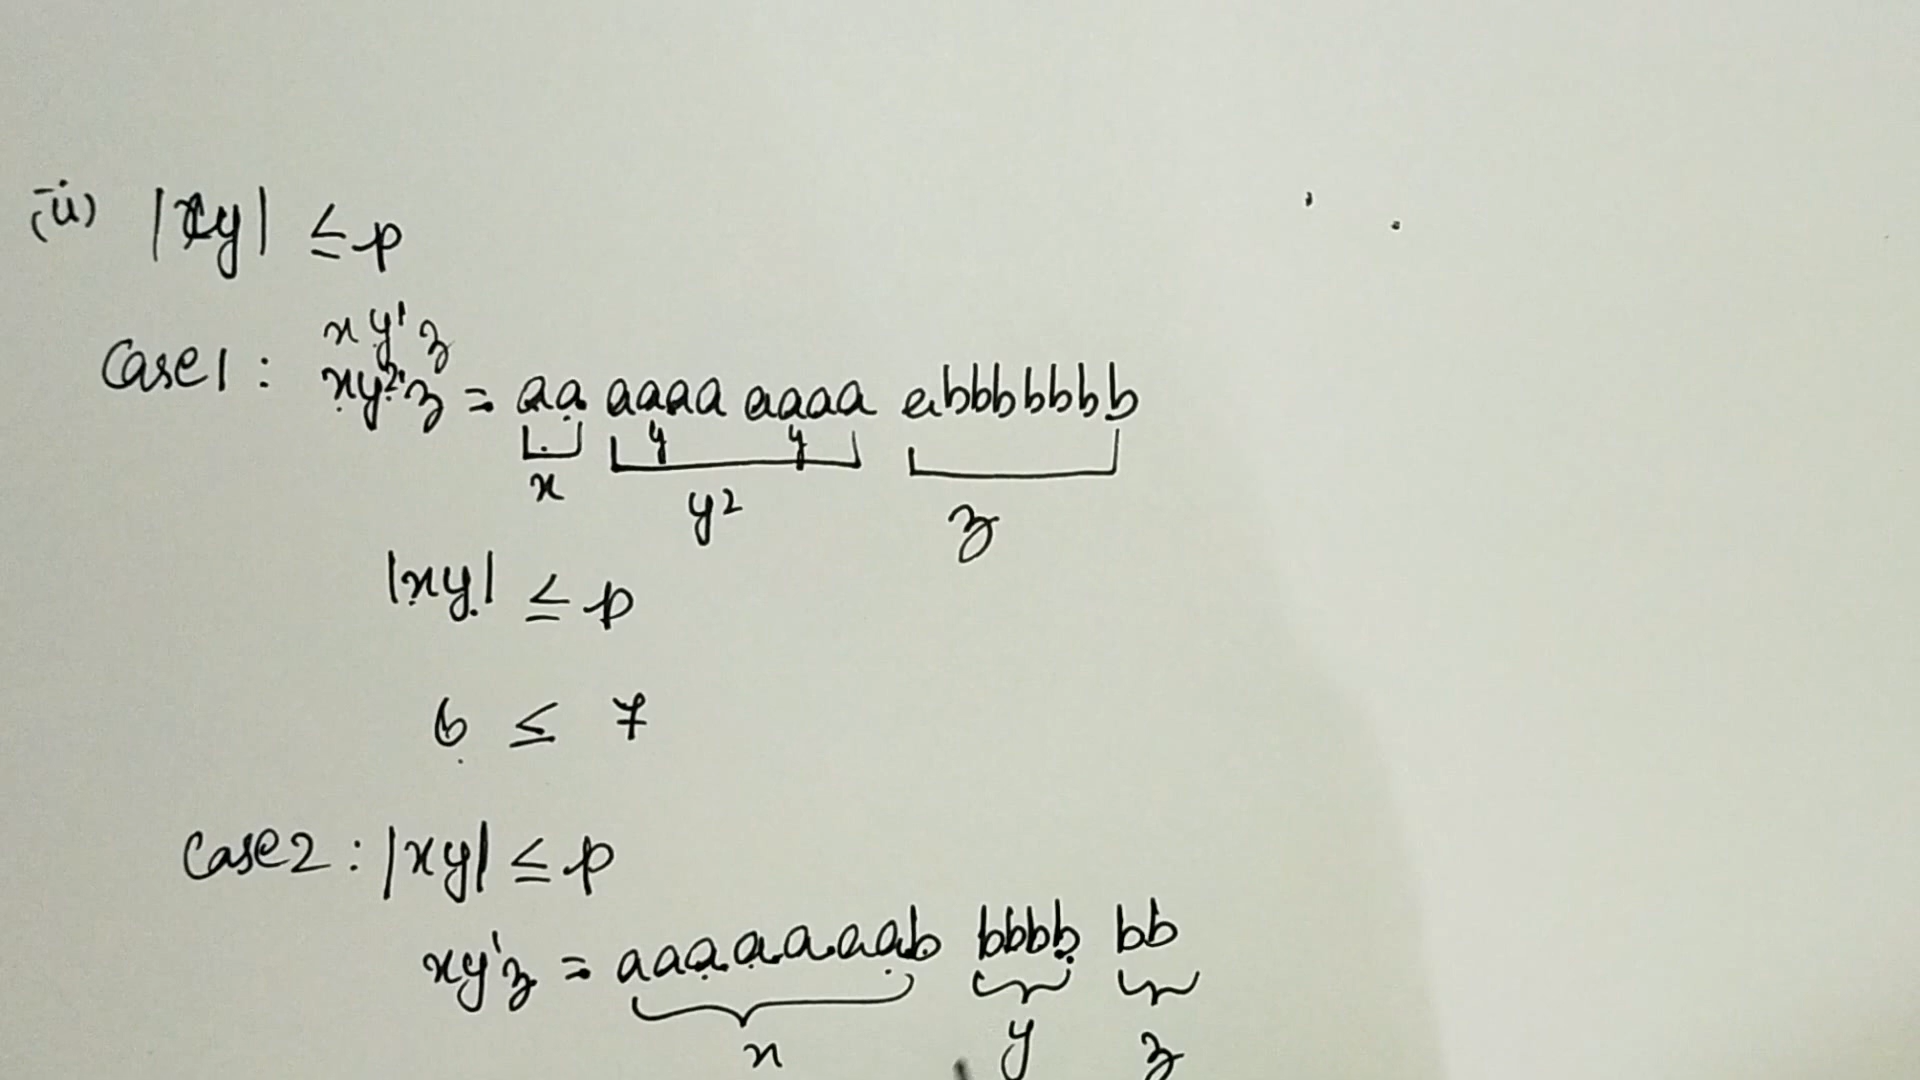 (ii) |xy| ≤ p
xy¹z
Case1: xy²z = aa aaaa aaaa abbbbbbb
y y
x y² z
|xy| ≤ p
6 ≤ 7
Case2: |xy| ≤ p
xy¹z = aaaaaaab bbbb bb
x y z